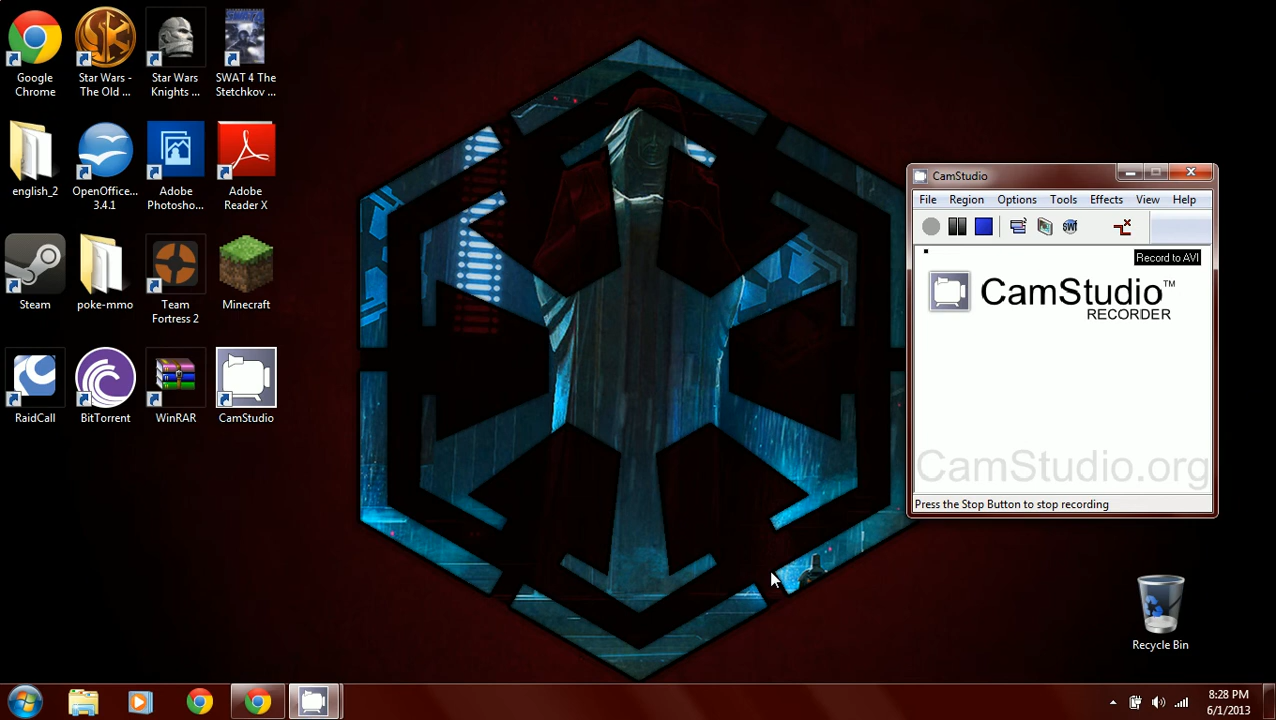 Google
Chrome
Star Wars -
The Old ...
Star Wars
Knights ...
SWAT 4 The
Stetchkov ...
english_2
OpenOffice....
3.4.1
Adobe
Photosho...
Adobe
Reader X
Steam
poke-mmo
Team
Fortress 2
Minecraft
RaidCall
BitTorrent
WinRAR
CamStudio
CamStudio
File Region Options Tools Effects View Help
SWF
Record to AVI
CamStudio™
RECORDER
CamStudio.org
Press the Stop Button to stop recording
Recycle Bin
8:28 PM
6/1/2013